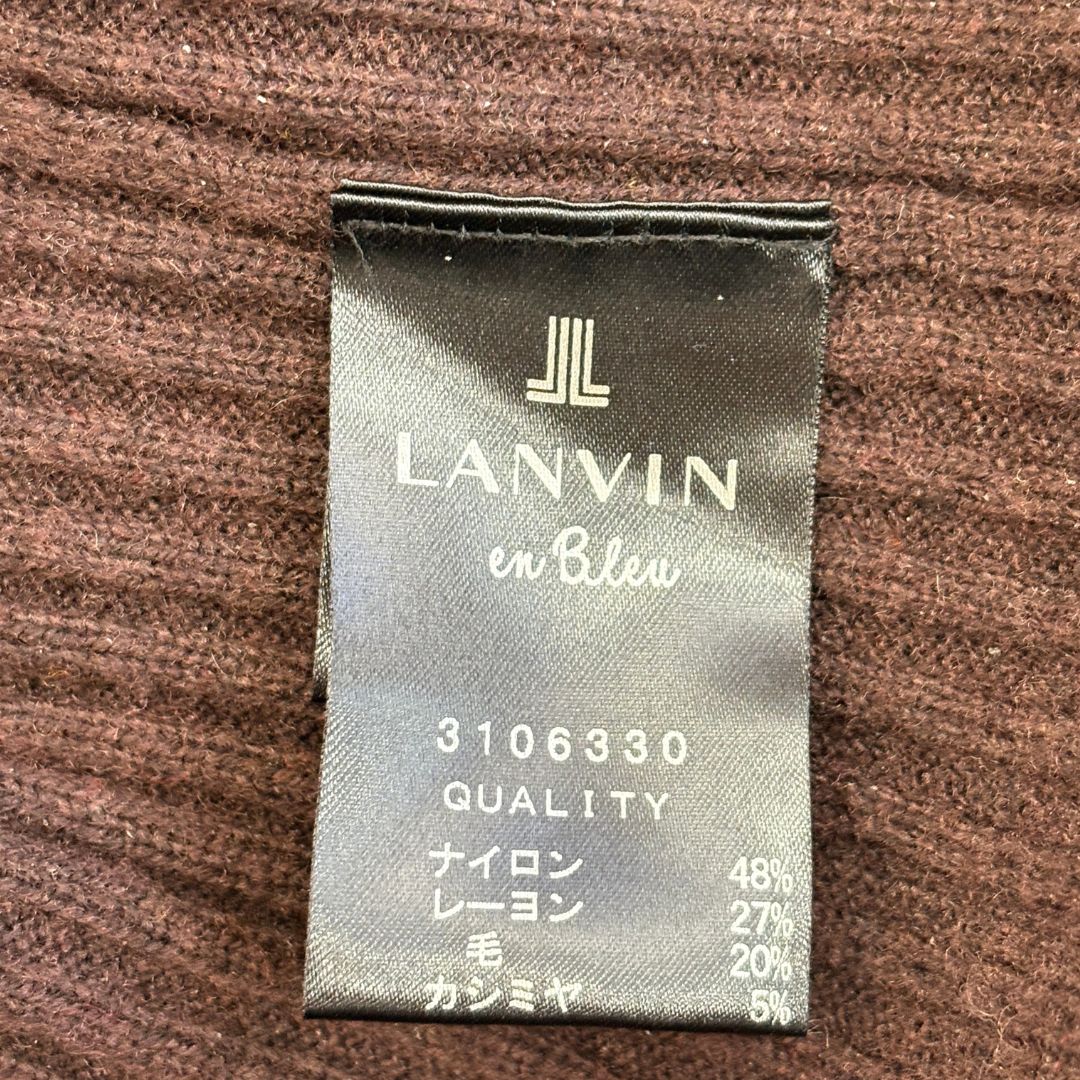 LANVIN
en Bleu
3106330
QUALITY
ナイロン 48%
レーヨン 27%
毛 20%
カシミヤ 5%